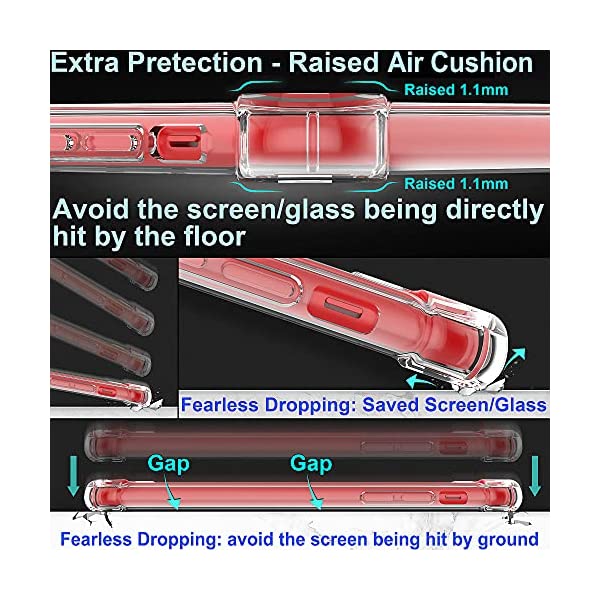 Extra Pretection - Raised Air Cushion
Raised 1.1mm
Raised 1.1mm
Avoid the screen/glass being directly
hit by the floor
Fearless Dropping: Saved Screen/Glass
Gap
Gap
Fearless Dropping: avoid the screen being hit by ground